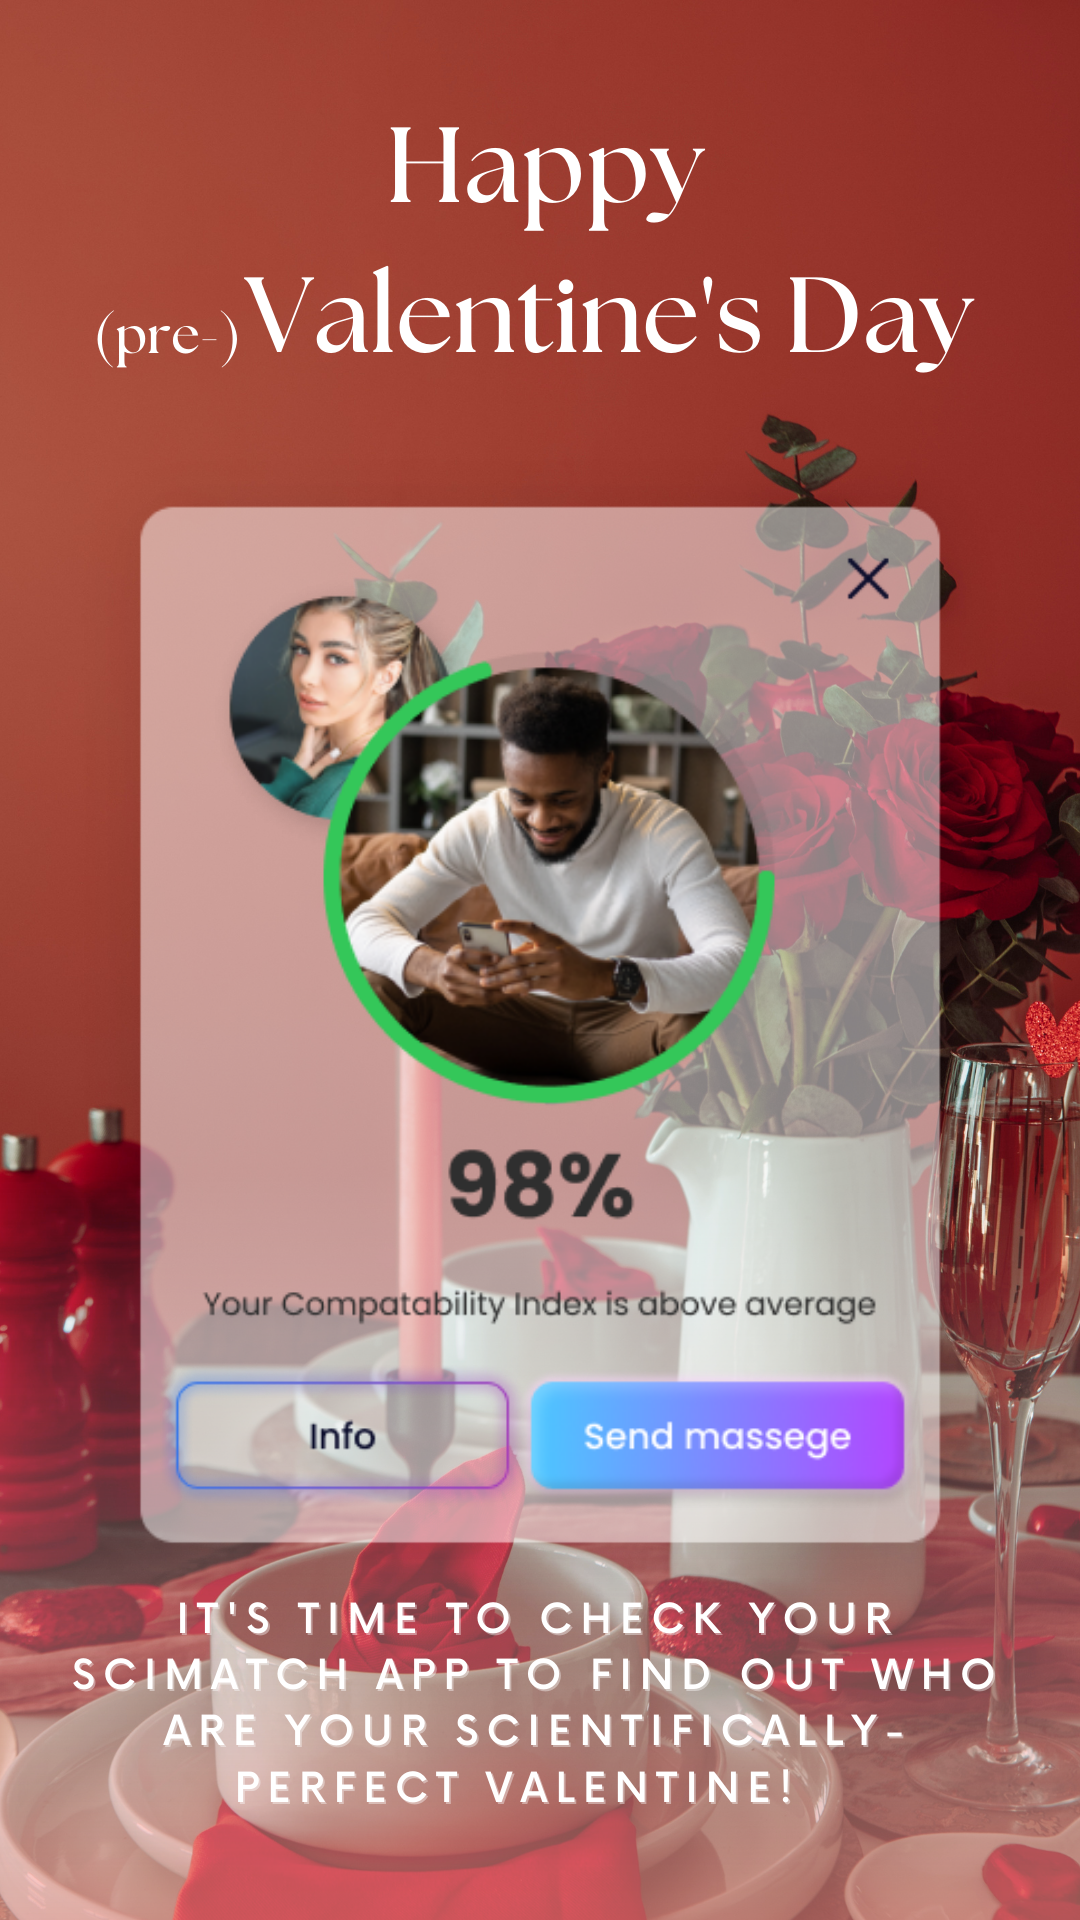 Happy
(pre-) Valentine's Day
98%
Your Compatability Index is above average
Info
Send massege
IT'S TIME TO CHECK YOUR
SCIMATCH APP TO FIND OUT WHO
ARE YOUR SCIENTIFICALLY-
PERFECT VALENTINE!